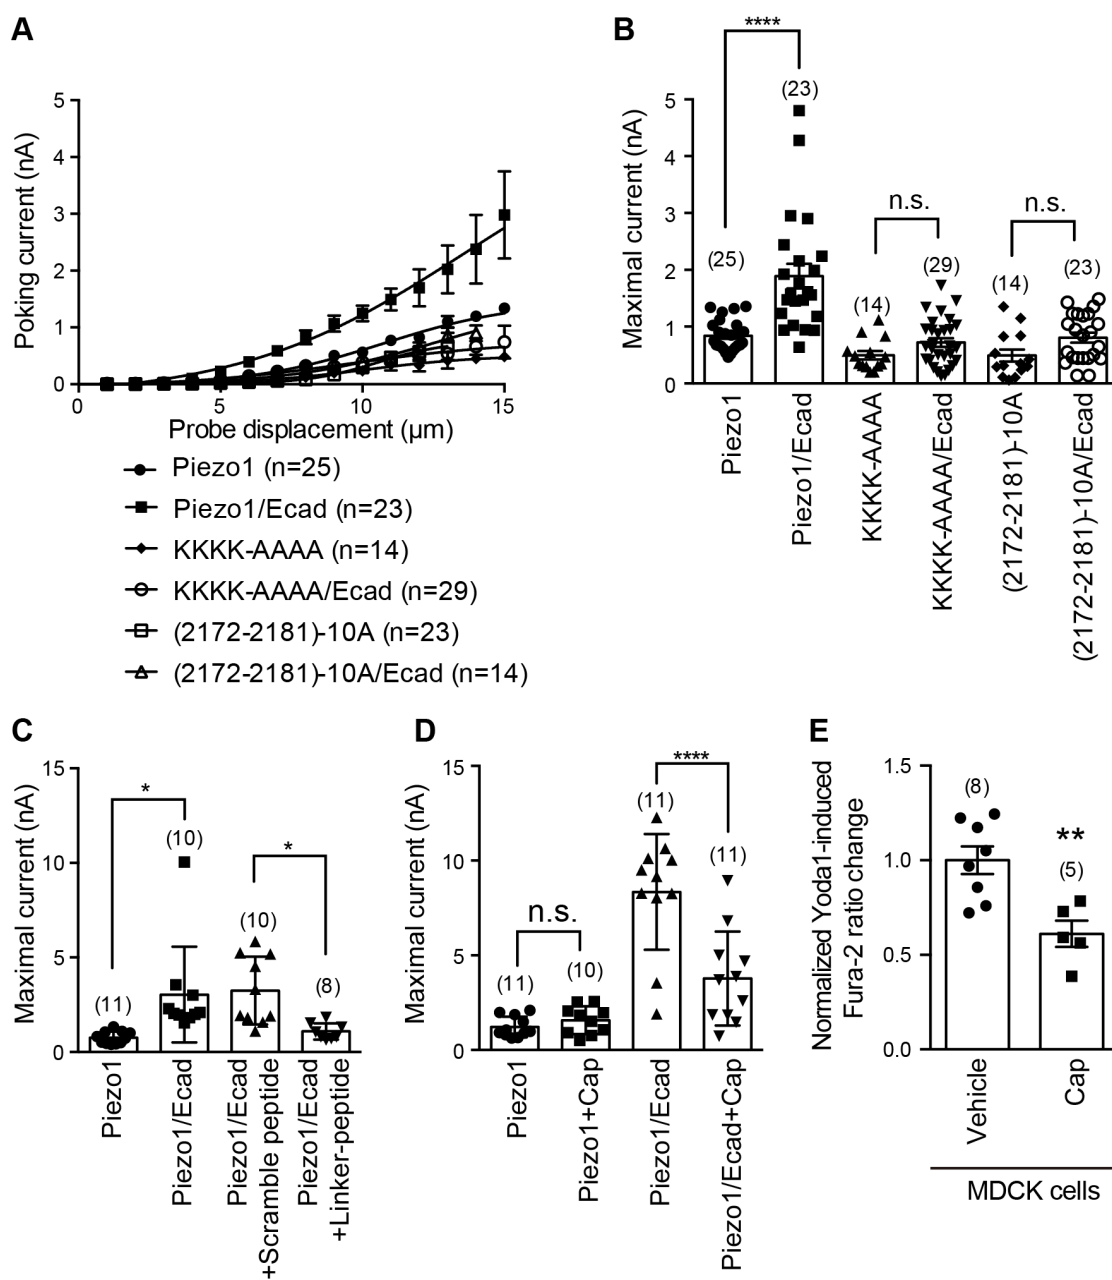 A
Poking current (nA)
5
4
3
2
1
0
0
5
10
15
Probe displacement (µm)
Piezo1 (n=25)
Piezo1/Ecad (n=23)
KKKK-AAAA (n=14)
KKKK-AAAA/Ecad (n=29)
(2172-2181)-10A (n=23)
(2172-2181)-10A/Ecad (n=14)
B
Maximal current (nA)
5
4
3
2
1
0
****
(25)
(23)
(14)
n.s.
(29)
(14)
n.s.
(23)
Piezo1
Piezo1/Ecad
KKKK-AAAA
KKKK-AAAA/Ecad
(2172-2181)-10A
(2172-2181)-10A/Ecad
C
Maximal current (nA)
15
10
5
0
*
(11)
(10)
*
(10)
(8)
Piezo1
Piezo1/Ecad
Piezo1/Ecad
+Scramble peptide
Piezo1/Ecad
+Linker-peptide
D
Maximal current (nA)
15
10
5
0
n.s.
(11)
(10)
****
(11)
(11)
Piezo1
Piezo1+Cap
Piezo1/Ecad
Piezo1/Ecad+Cap
E
Normalized Yoda1-induced
Fura-2 ratio change
1.5
1.0
0.5
0.0
(8)
**
(5)
Vehicle
Cap
MDCK cells